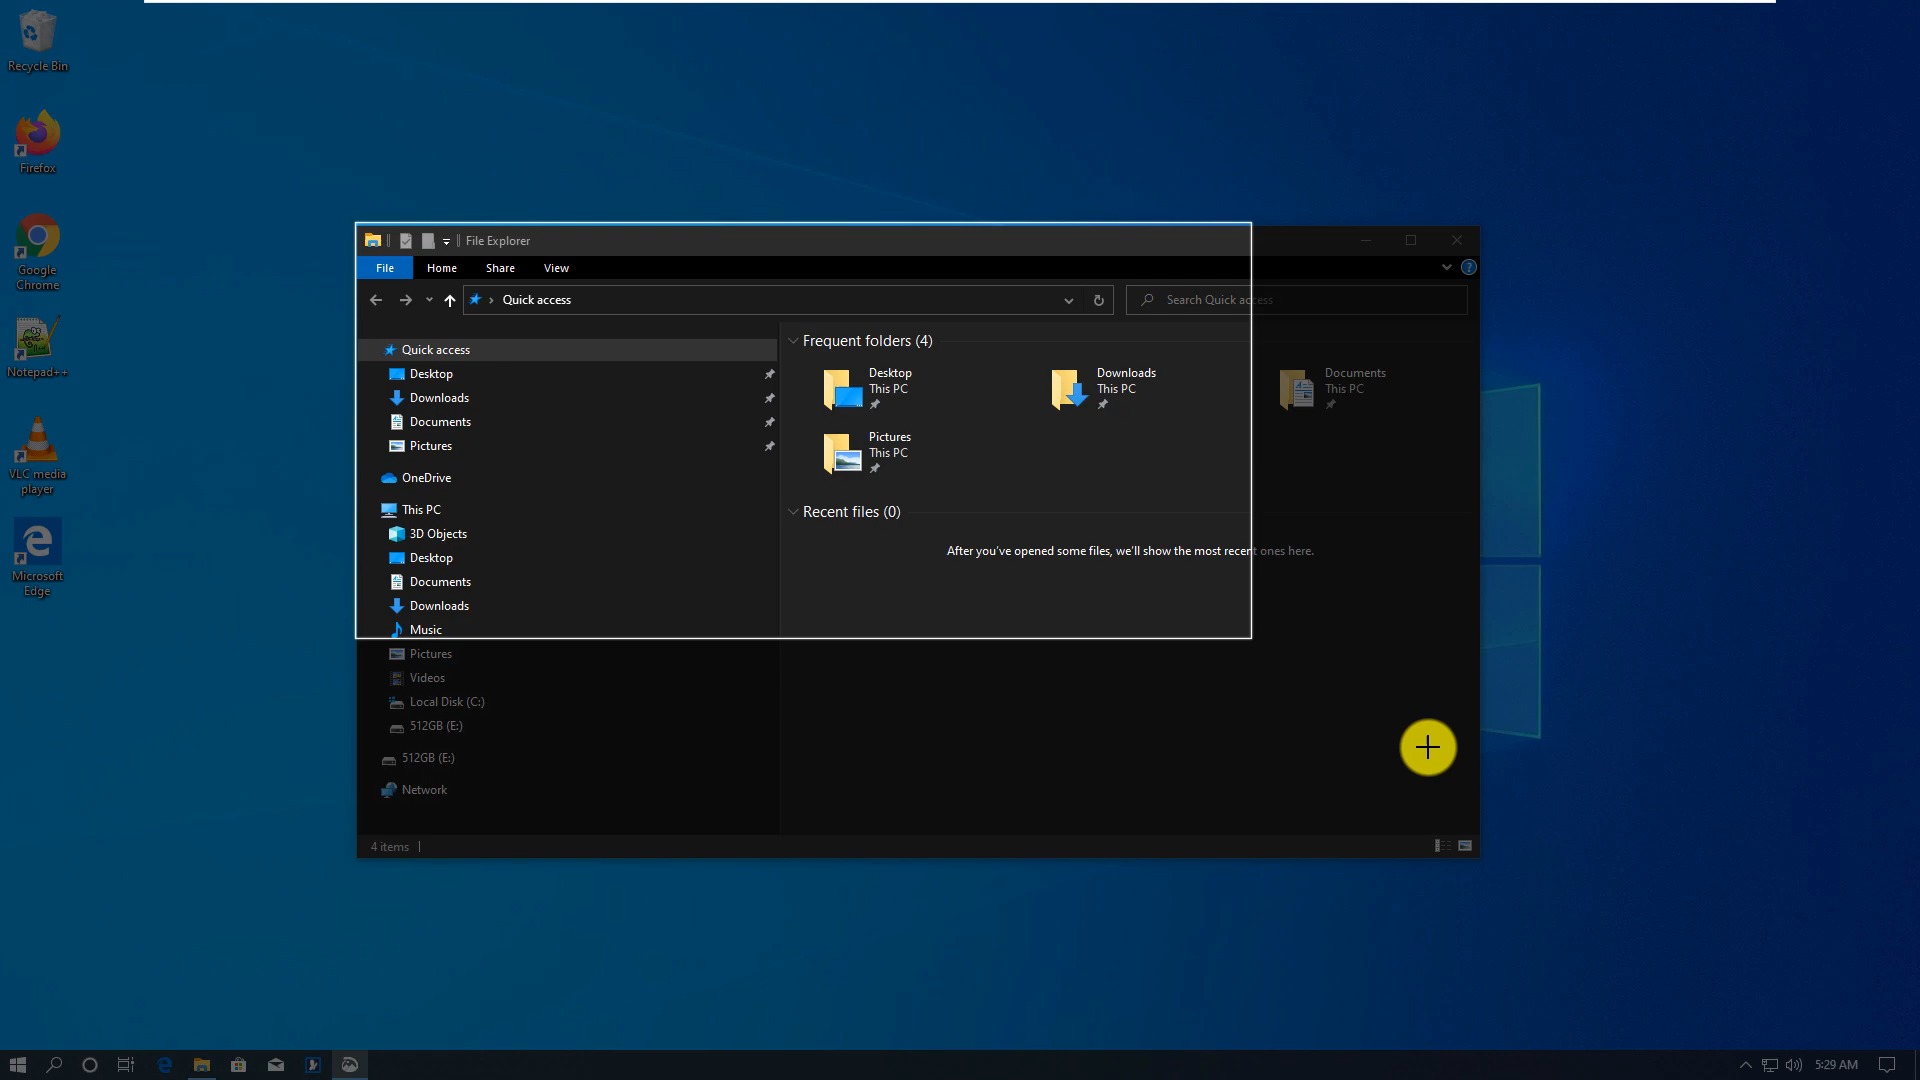 Recycle Bin
Firefox
Google
Chrome
Notepad++
VLC media
player
Microsoft
Edge
File Explorer
File
Home
Share
View
Quick access
Search Quick access
Quick access
Desktop
Downloads
Documents
Pictures
OneDrive
This PC
3D Objects
Desktop
Documents
Downloads
Music
Pictures
Videos
Local Disk (C:)
512GB (E:)
512GB (E:)
Network
Frequent folders (4)
Desktop
This PC
Downloads
This PC
Documents
This PC
Pictures
This PC
Recent files (0)
After you've opened some files, we'll show the most recent ones here.
4 items
5:29 AM